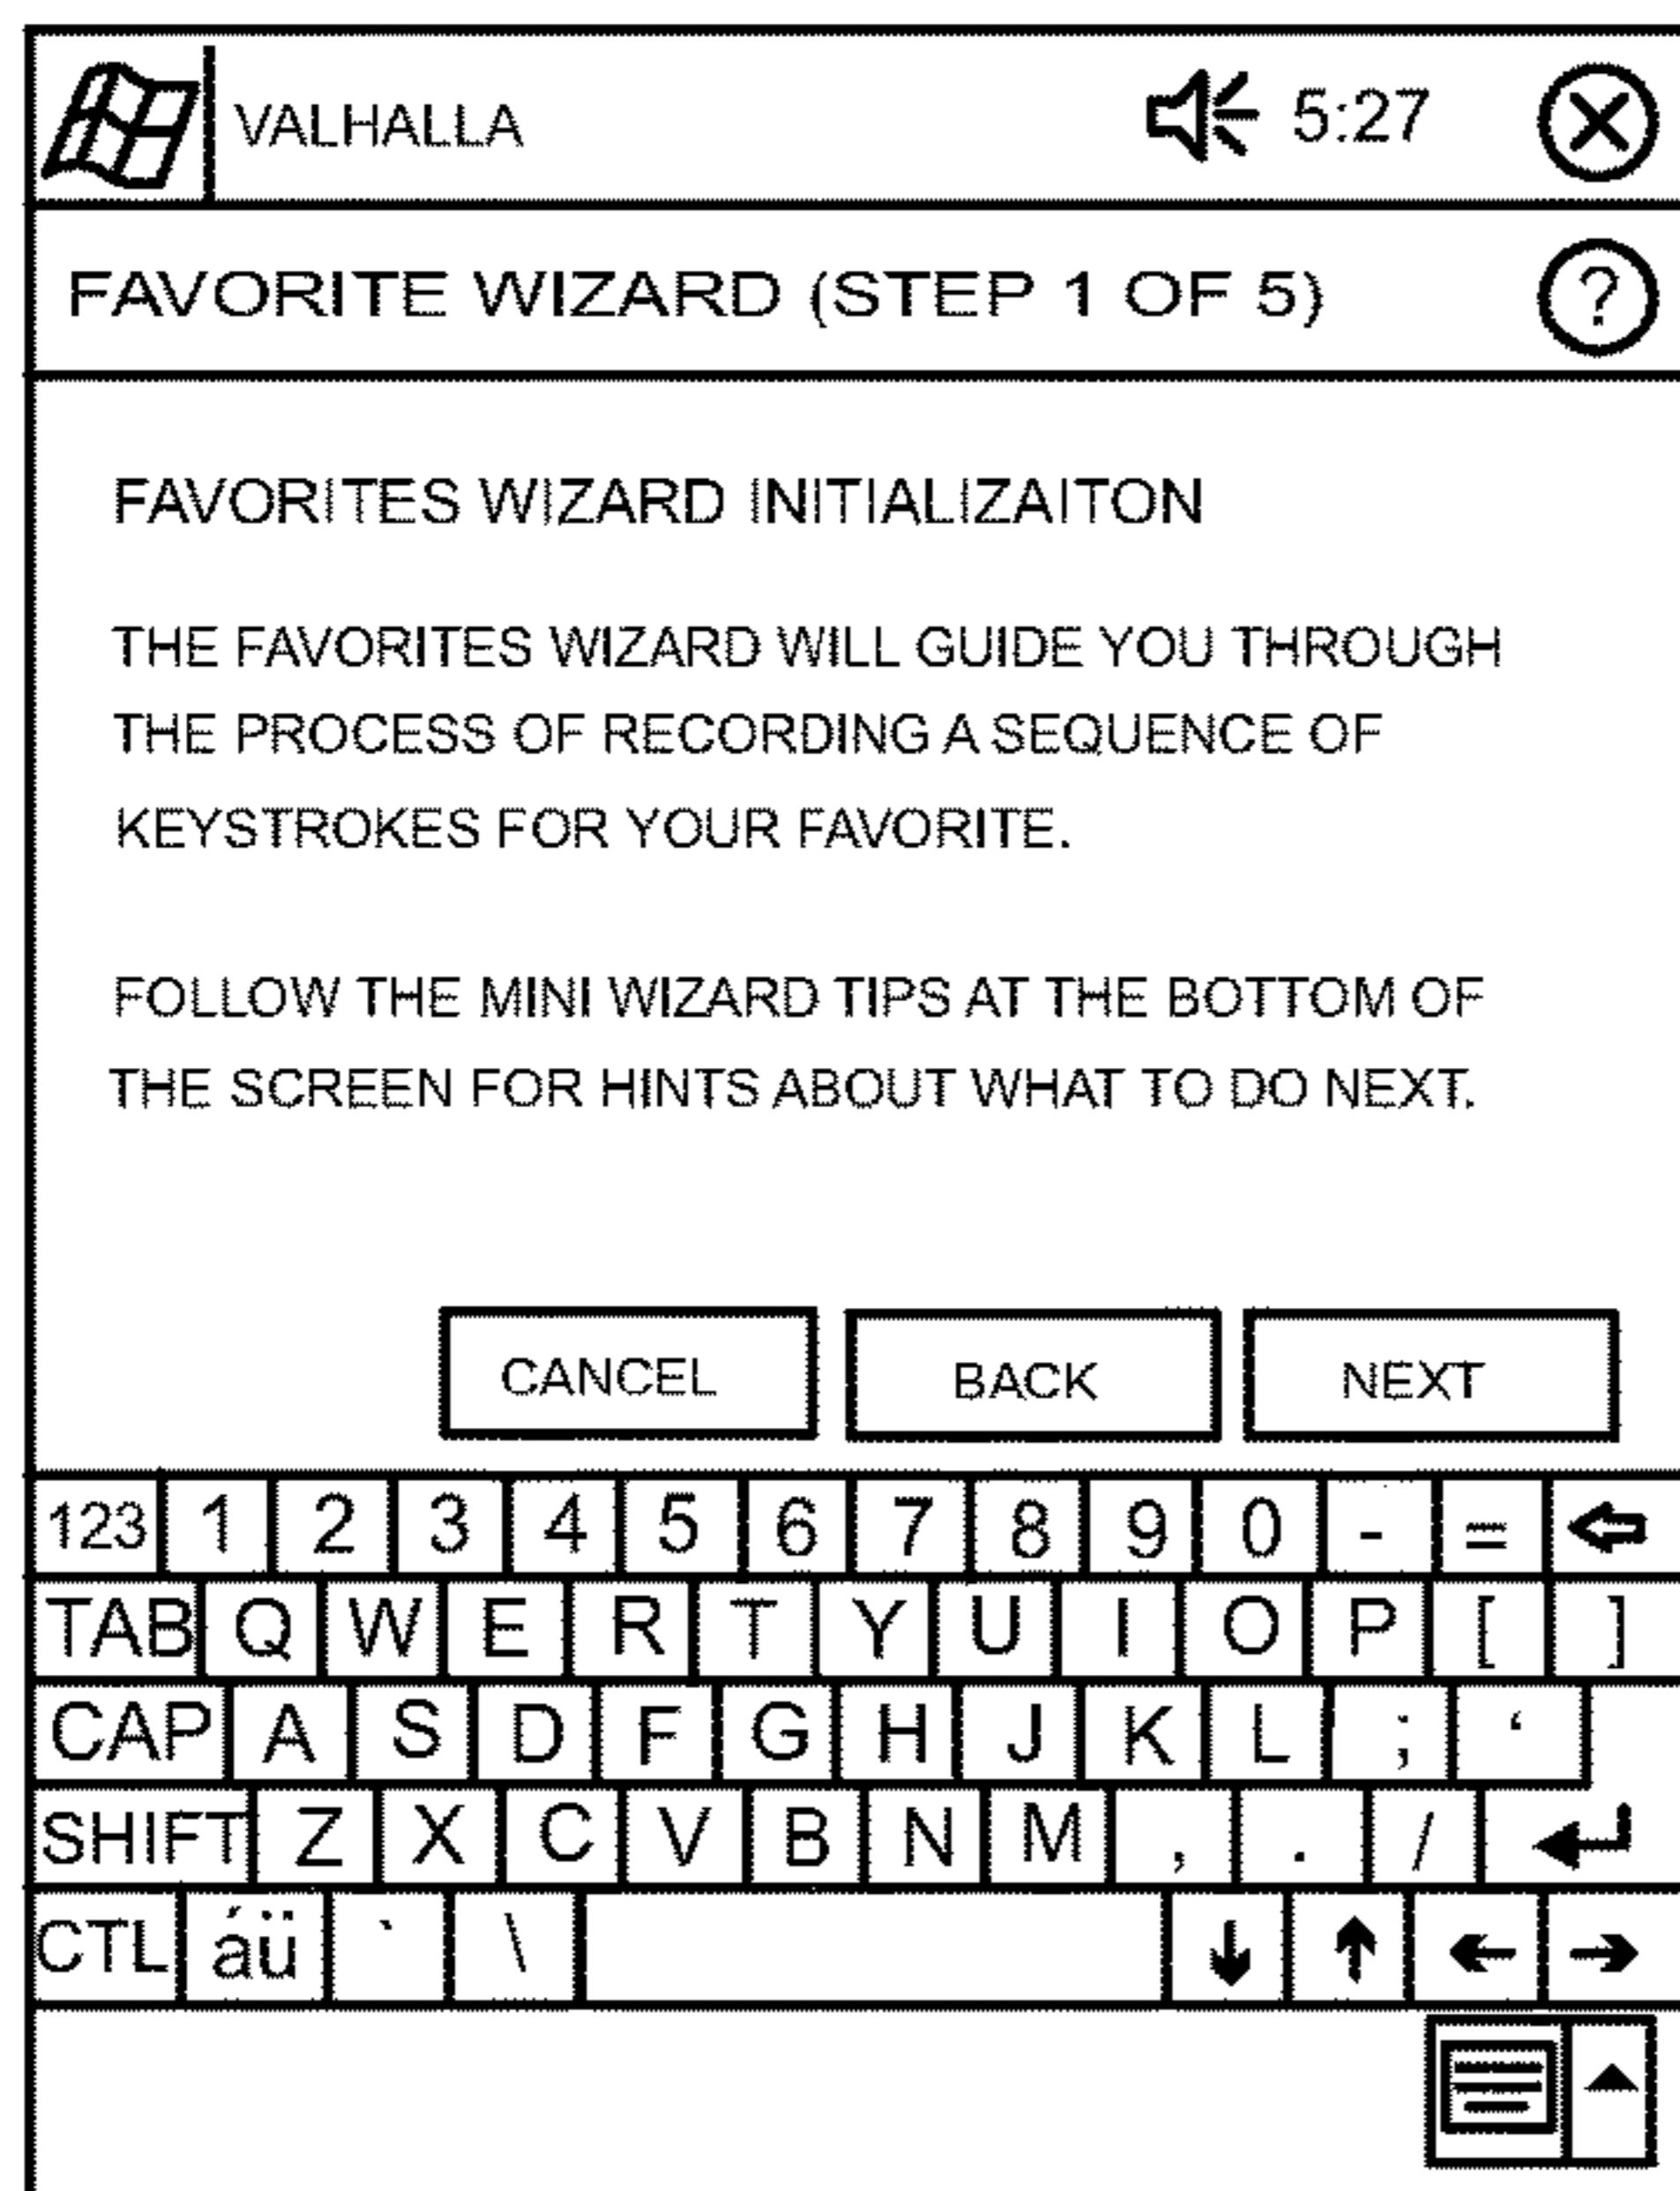 VALHALLA 5:27
FAVORITE WIZARD (STEP 1 OF 5) ?
FAVORITES WIZARD INITIALIZAITON
THE FAVORITES WIZARD WILL GUIDE YOU THROUGH
THE PROCESS OF RECORDING A SEQUENCE OF
KEYSTROKES FOR YOUR FAVORITE.
FOLLOW THE MINI WIZARD TIPS AT THE BOTTOM OF
THE SCREEN FOR HINTS ABOUT WHAT TO DO NEXT.
CANCEL BACK NEXT
123 1 2 3 4 5 6 7 8 9 0 - =
TAB Q W E R T Y U I O P [ ]
CAP A S D F G H J K L ; ‘
SHIFT Z X C V B N M , . /
CTL áü ` \